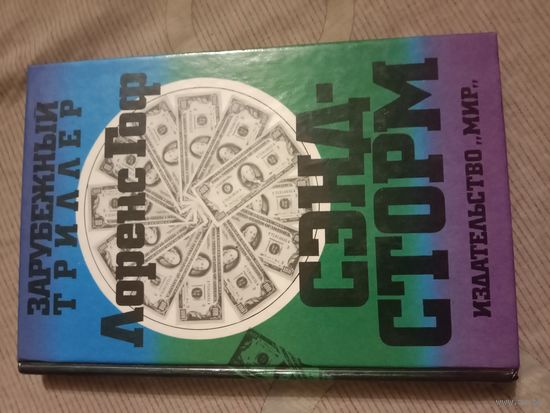 ЗАРУБЕЖНЫЙ
ТРИЛЛЕР
Лоренс Гоф
СЭНД-
СТОРМ
ИЗДАТЕЛЬСТВО „МИР„